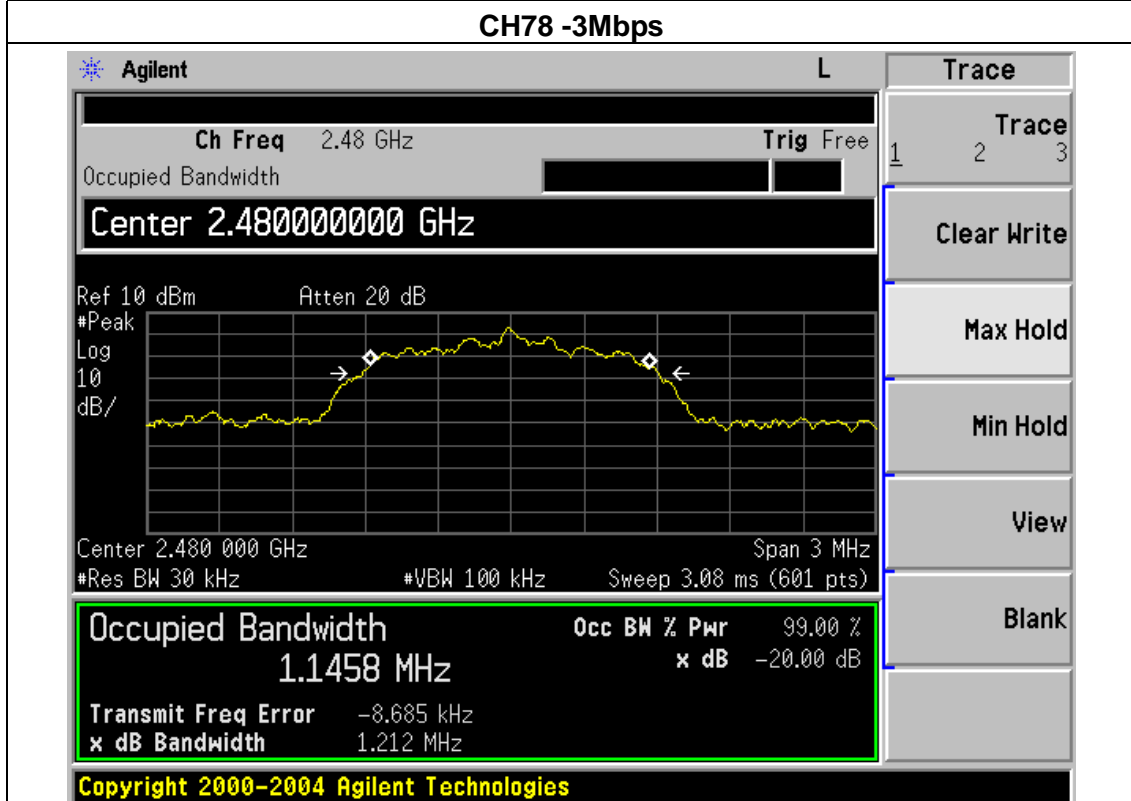 CH78 -3Mbps
Agilent L Trace
Ch Freq 2.48 GHz Trig Free
Occupied Bandwidth
Center 2.480000000 GHz
Ref 10 dBm Atten 20 dB
#Peak
Log
10
dB/
Center 2.480 000 GHz Span 3 MHz
#Res BW 30 kHz #VBW 100 kHz Sweep 3.08 ms (601 pts)
Occupied Bandwidth Occ BW % Pwr 99.00 %
1.1458 MHz x dB -20.00 dB
Transmit Freq Error -8.685 kHz
x dB Bandwidth 1.212 MHz
Copyright 2000-2004 Agilent Technologies
Trace
1 2 3
Clear Write
Max Hold
Min Hold
View
Blank